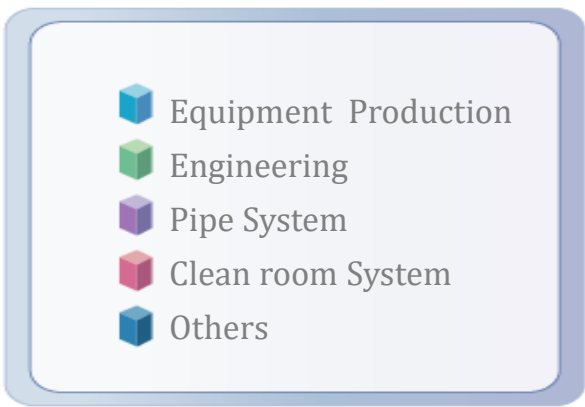 Equipment Production
Engineering
Pipe System
Clean room System
Others